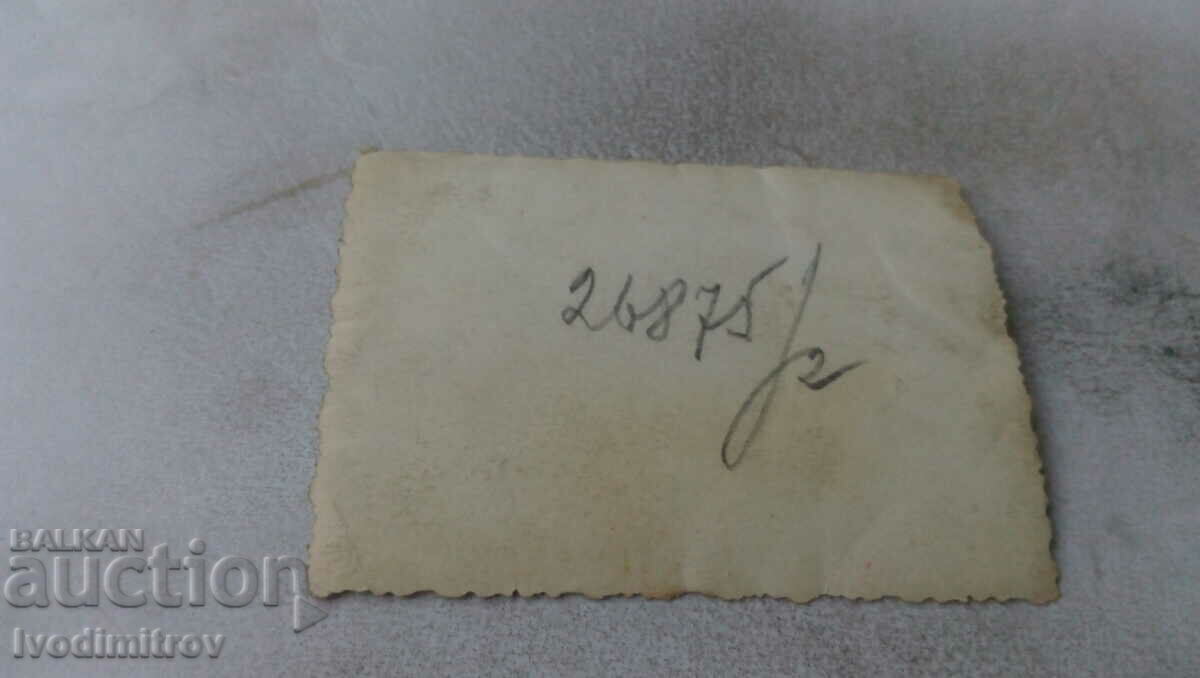 26875/2
BALKAN
auction
Ivodimitrov